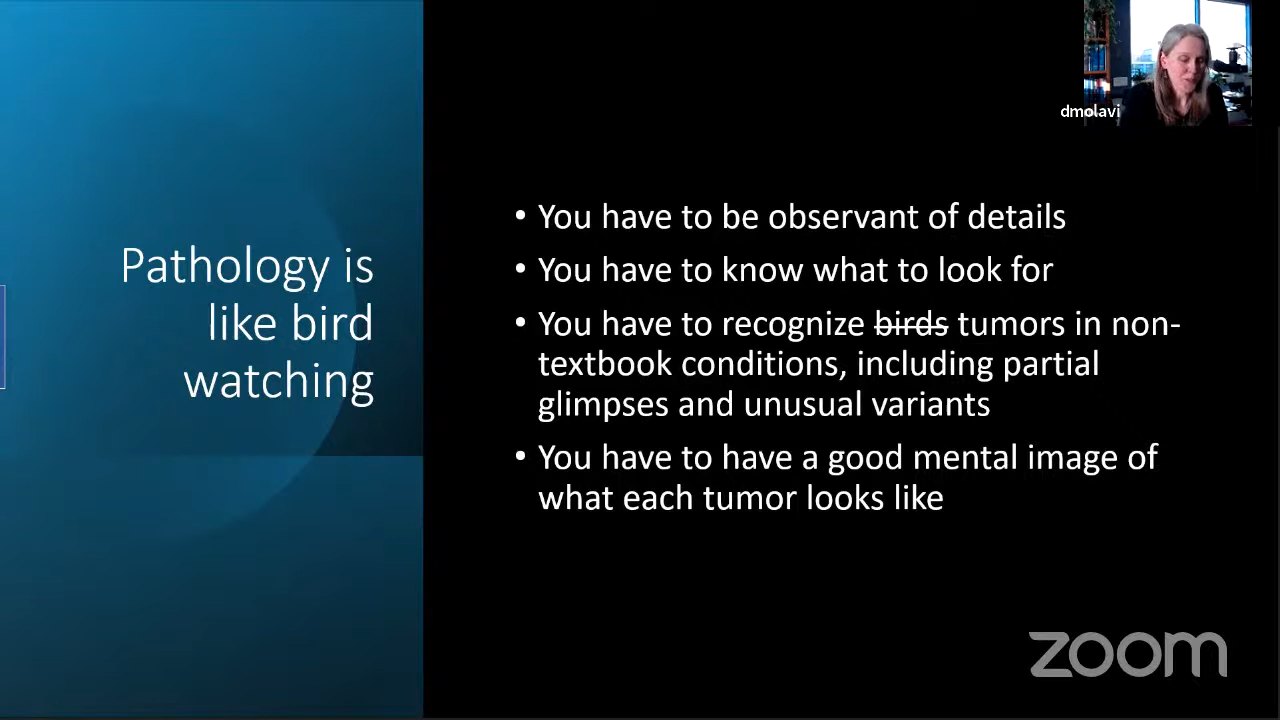 dmolavi
Pathology is
like bird
watching
• You have to be observant of details
• You have to know what to look for
• You have to recognize birds tumors in non-
textbook conditions, including partial
glimpses and unusual variants
• You have to have a good mental image of
what each tumor looks like
zoom